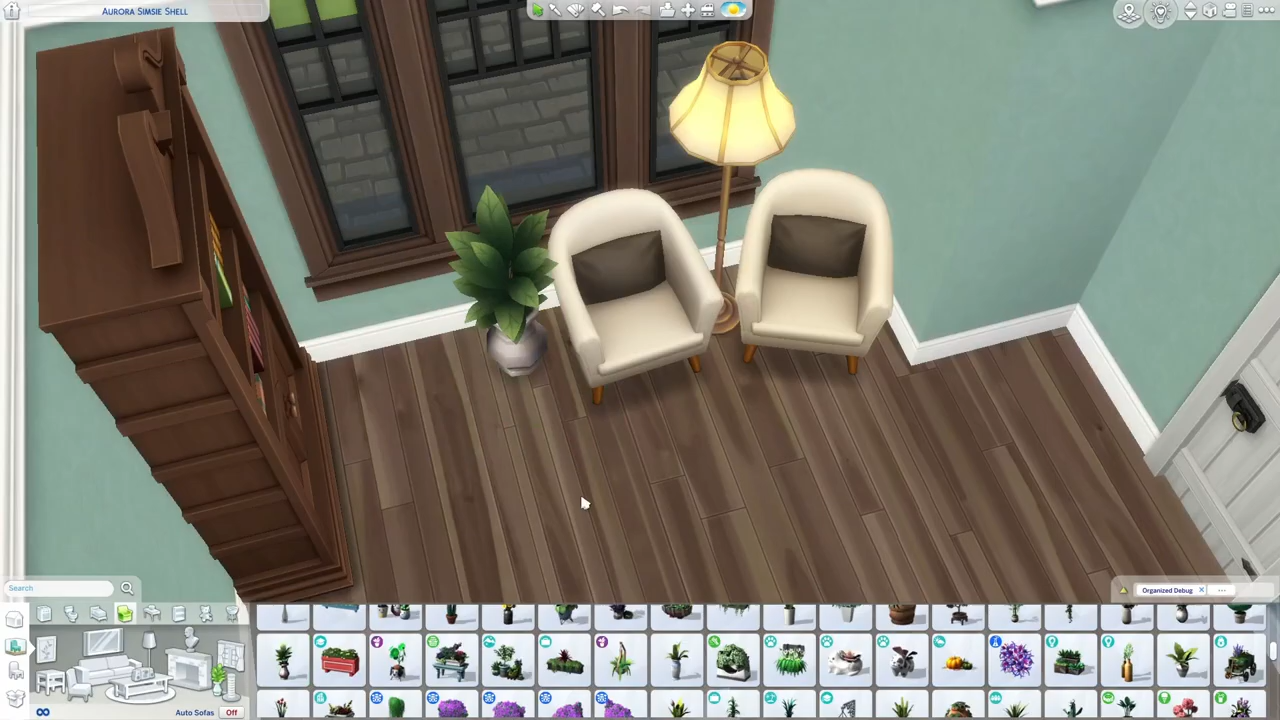 AURORA SIMSIE SHELL
Search
Organized Debug
Auto Sofas
Off